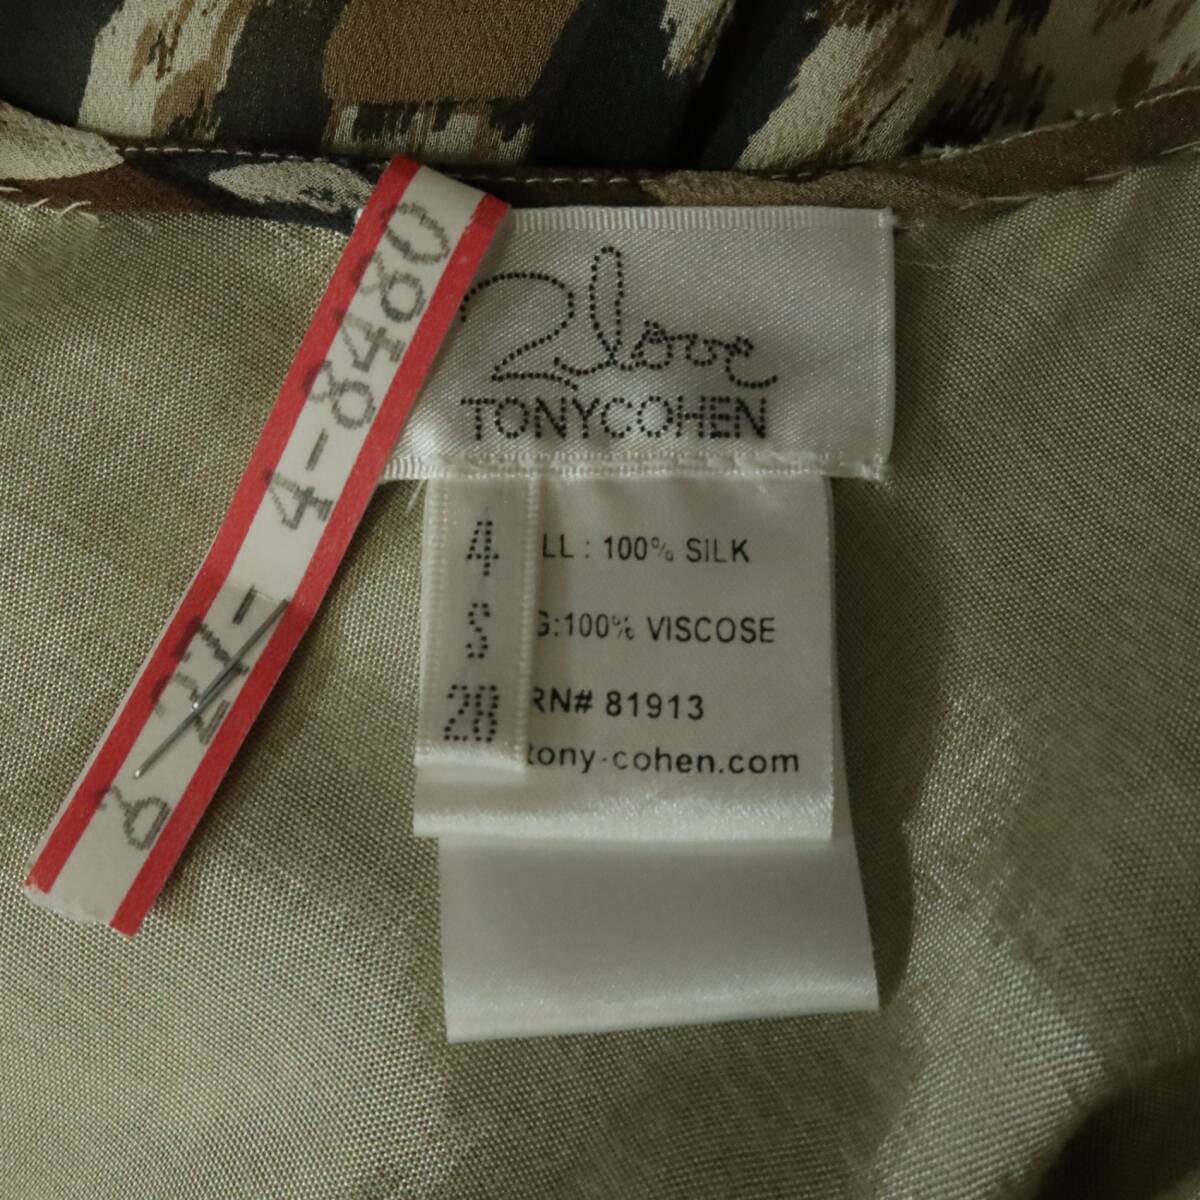 2love
TONYCOHEN
4
S
28
LL : 100% SILK
G:100% VISCOSE
RN# 81913
tony-cohen.com
4-8480